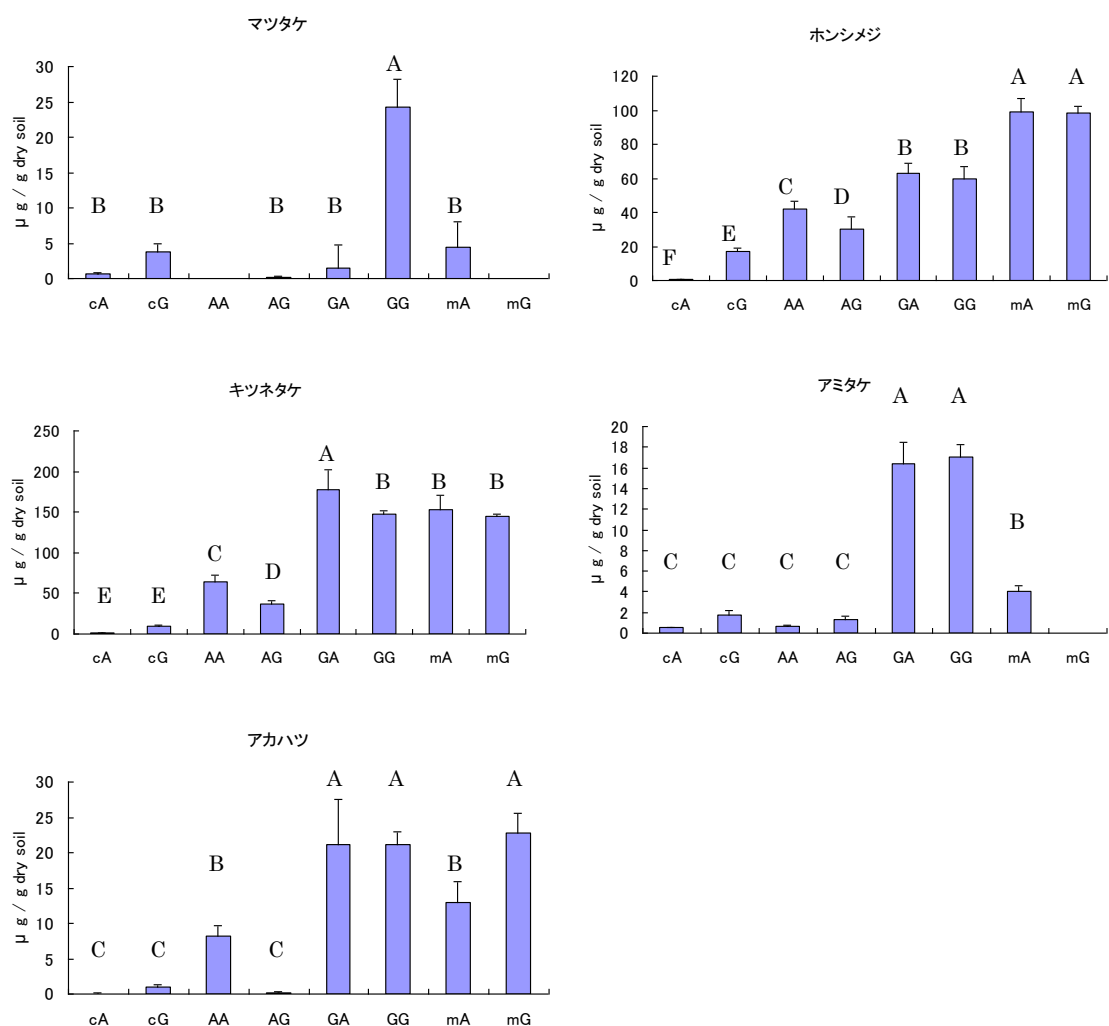 マツタケ
μg/g dry soil
30
25
20
15
10
5
0
A
B B B B B
cA cG AA AG GA GG mA mG
ホンシメジ
μg/g dry soil
120
100
80
60
40
20
0
F E C D B B A A
cA cG AA AG GA GG mA mG
キツネタケ
μg/g dry soil
250
200
150
100
50
0
E E C D A B B B
cA cG AA AG GA GG mA mG
アミタケ
μg/g dry soil
20
18
16
14
12
10
8
6
4
2
0
C C C C A A B
cA cG AA AG GA GG mA mG
アカハツ
μg/g dry soil
30
25
20
15
10
5
0
C C B C A A B A
cA cG AA AG GA GG mA mG